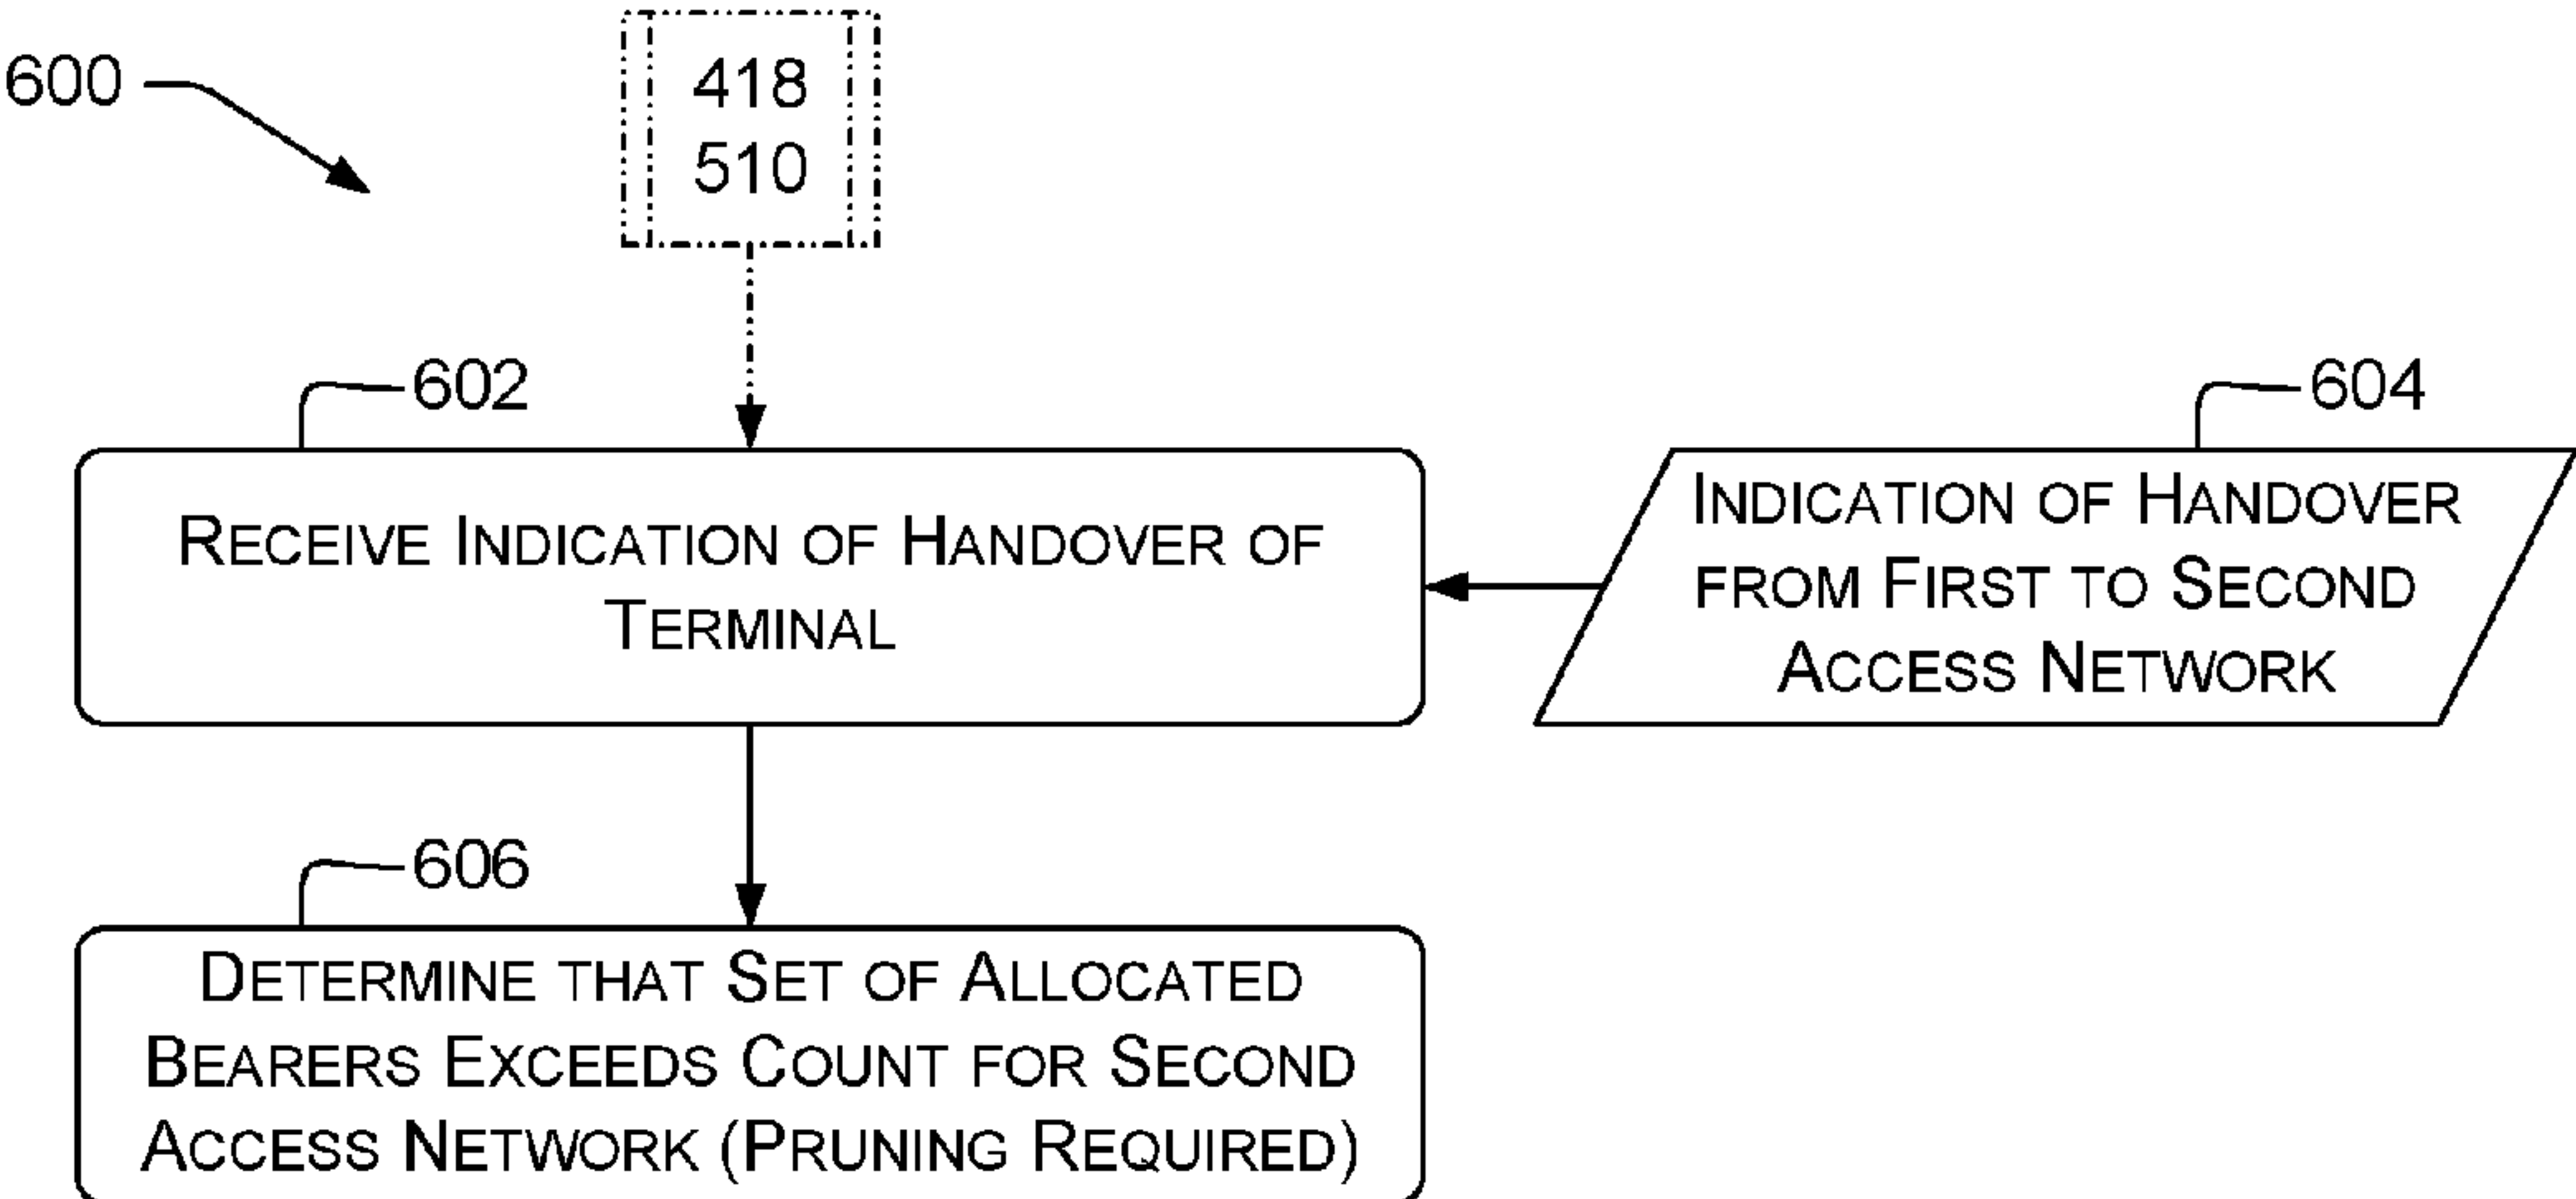 600
418
510
602
604
RECEIVE INDICATION OF HANDOVER OF
TERMINAL
INDICATION OF HANDOVER
FROM FIRST TO SECOND
ACCESS NETWORK
606
DETERMINE THAT SET OF ALLOCATED
BEARERS EXCEEDS COUNT FOR SECOND
ACCESS NETWORK (PRUNING REQUIRED)